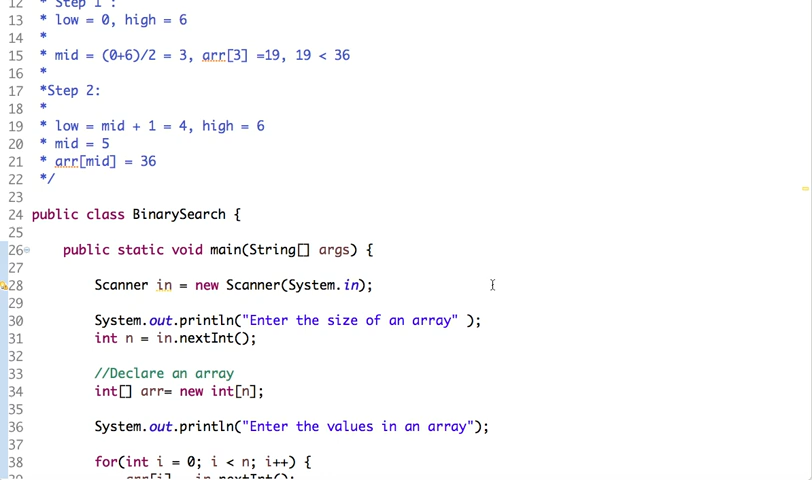 12 * Step 1 :
13 * low = 0, high = 6
14 *
15 * mid = (0+6)/2 = 3, arr[3] =19, 19 < 36
16 *
17 *Step 2:
18 *
19 * low = mid + 1 = 4, high = 6
20 * mid = 5
21 * arr[mid] = 36
22 */
23
24 public class BinarySearch {
25
26 public static void main(String[] args) {
27
28 Scanner in = new Scanner(System.in);
29
30 System.out.println("Enter the size of an array" );
31 int n = in.nextInt();
32
33 //Declare an array
34 int[] arr= new int[n];
35
36 System.out.println("Enter the values in an array");
37
38 for(int i = 0; i < n; i++) {
39 arr[i] = in.nextInt();